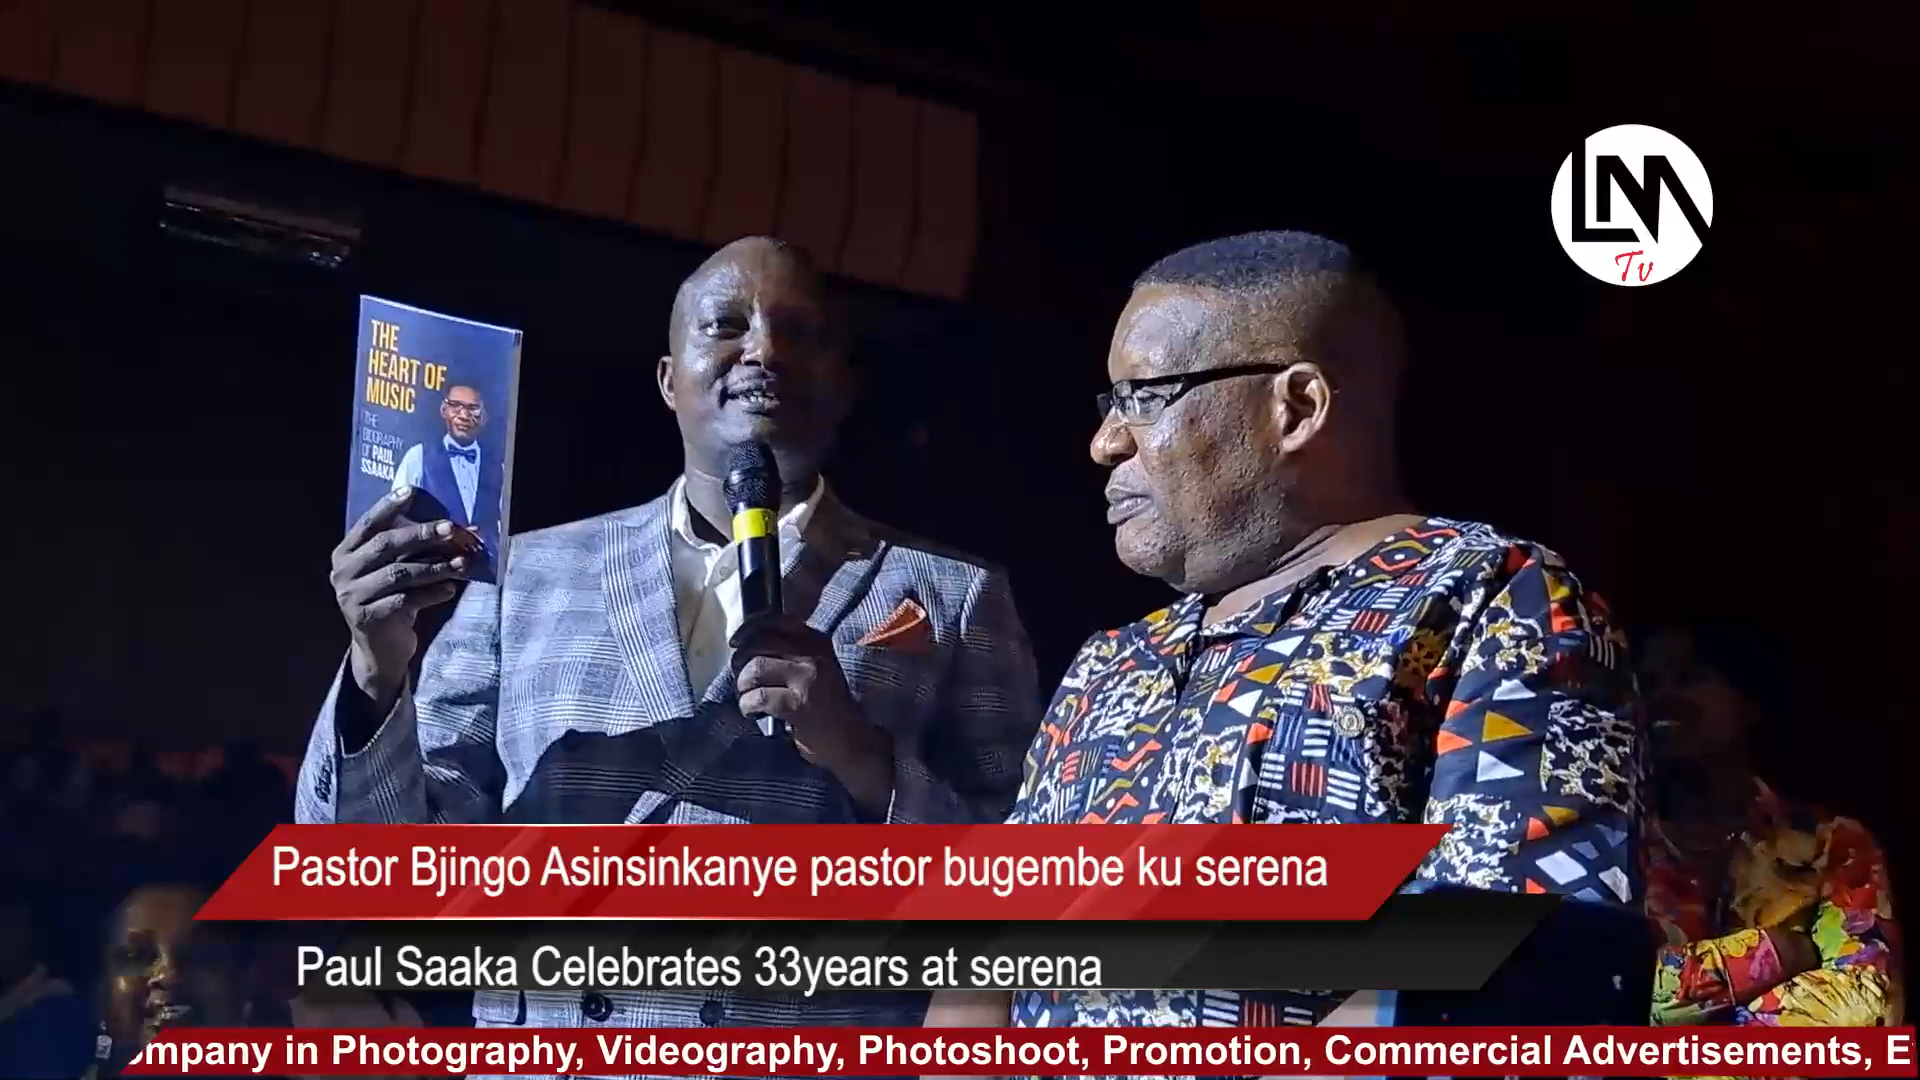 LM
Tv
THE
HEART OF
MUSIC
THE
BIOGRAPHY
OF PAUL
SSAAKA
Pastor Bjingo Asinsinkanye pastor bugembe ku serena
Paul Saaka Celebrates 33years at serena
ompany in Photography, Videography, Photoshoot, Promotion, Commercial Advertisements, E